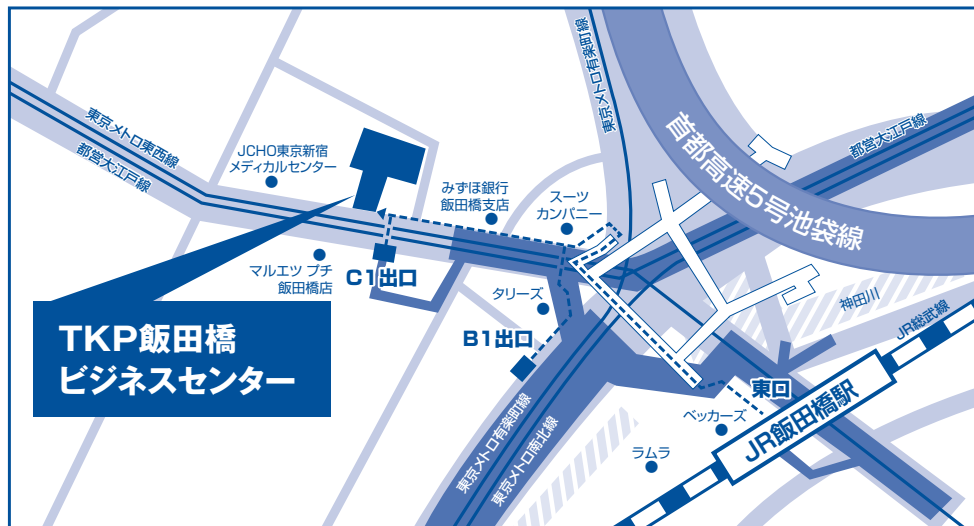 東京メトロ有楽町線
首都高速5号池袋線
都営大江戸線
東京メトロ東西線
都営大江戸線
JCHO東京新宿
メディカルセンター
みずほ銀行
飯田橋支店
スーツ
カンパニー
マルエツ プチ
飯田橋店
C1出口
タリーズ
B1出口
神田川
JR総武線
TKP飯田橋
ビジネスセンター
東口
JR飯田橋駅
ベッカーズ
ラムラ
東京メトロ有楽町線
東京メトロ南北線